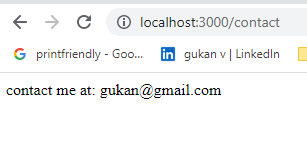 localhost:3000/contact
printfriendly - Goo... gukan v | LinkedIn
contact me at: gukan@gmail.com